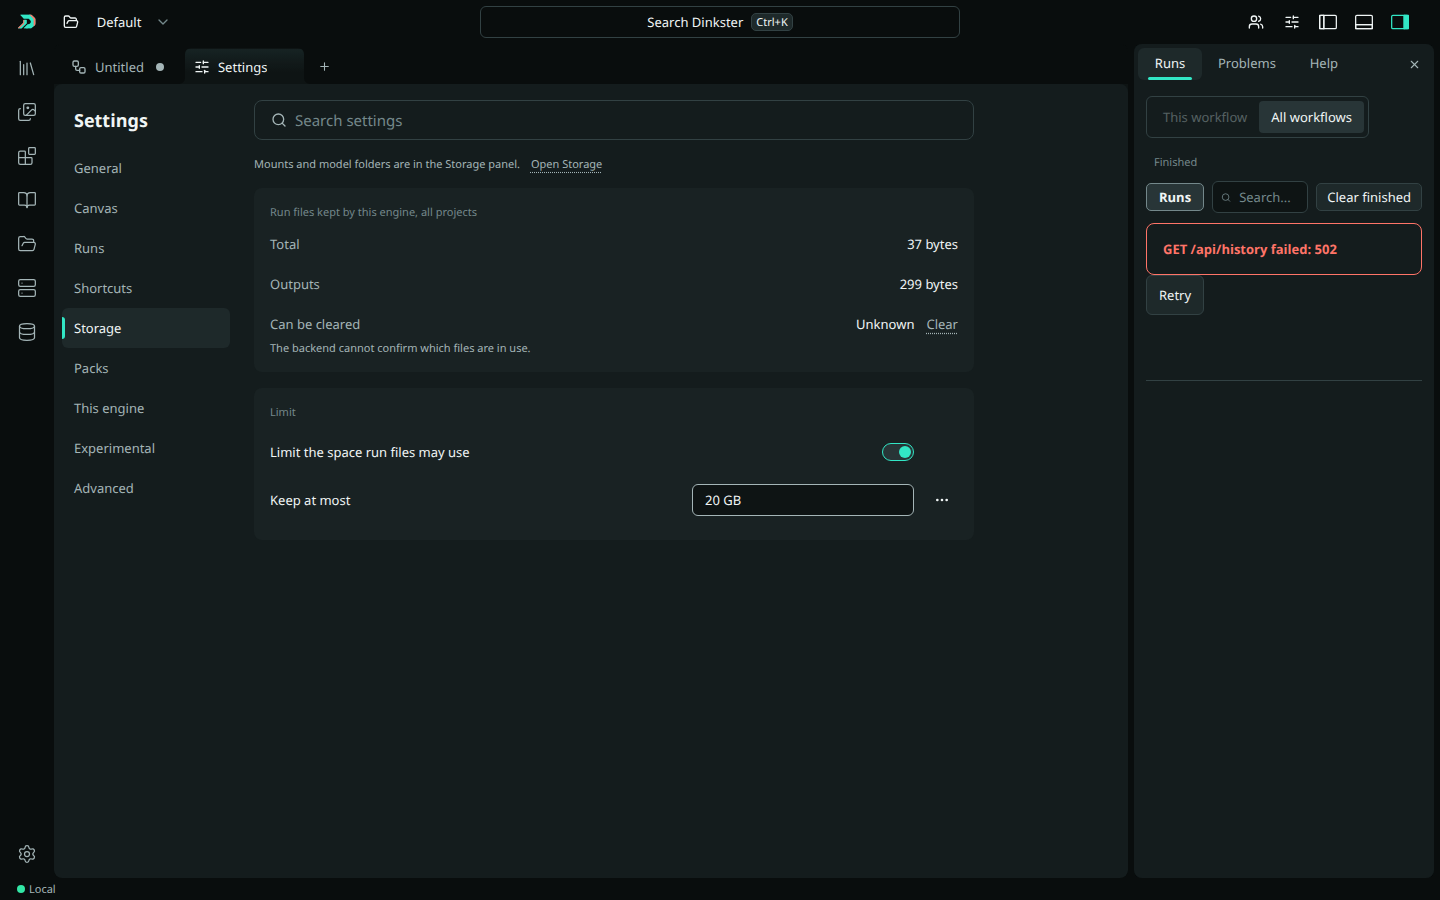 Default
Search Dinkster Ctrl+K
Untitled
Settings
Runs
Problems
Help
Settings
General
Canvas
Runs
Shortcuts
Storage
Packs
This engine
Experimental
Advanced
Search settings
Mounts and model folders are in the Storage panel. Open Storage
Run files kept by this engine, all projects
Total 37 bytes
Outputs 299 bytes
Can be cleared Unknown Clear
The backend cannot confirm which files are in use.
Limit
Limit the space run files may use
Keep at most 20 GB
This workflow All workflows
Finished
Runs Search... Clear finished
GET /api/history failed: 502
Retry
Local